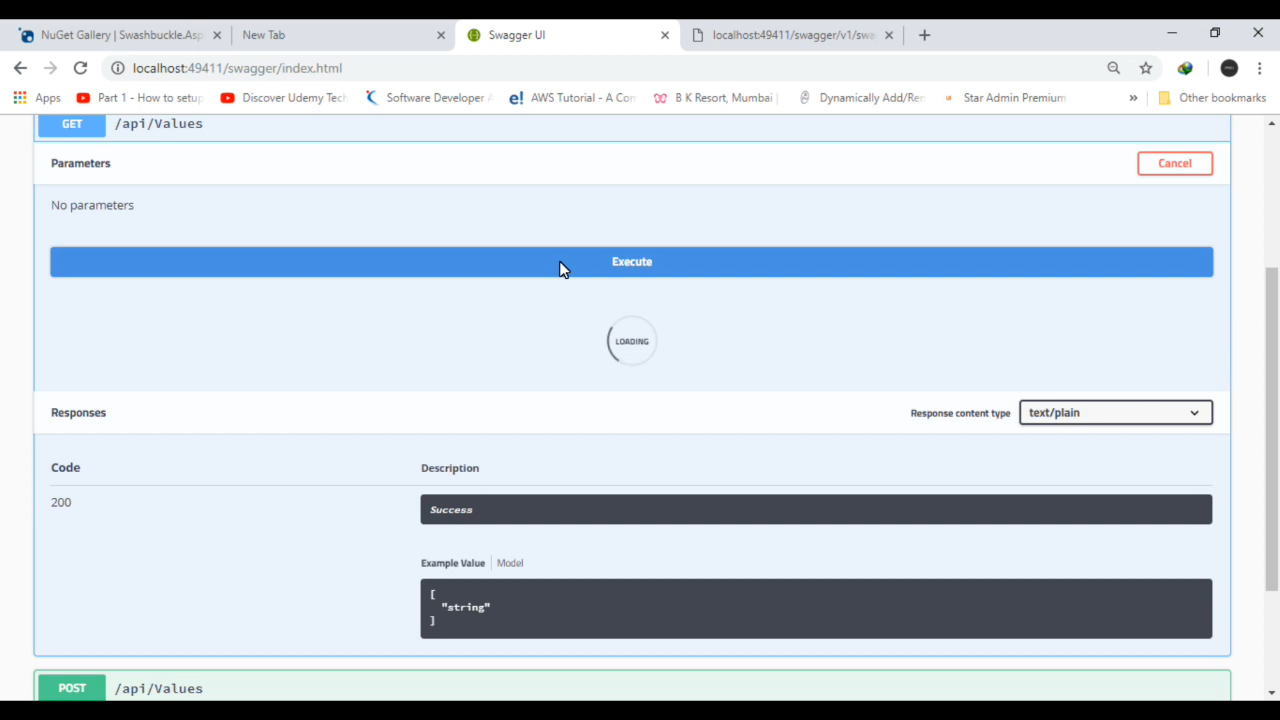 NuGet Gallery | Swashbuckle.Asp
New Tab
Swagger UI
localhost:49411/swagger/v1/swa
localhost:49411/swagger/index.html
Apps
Part 1 - How to setup
Discover Udemy Tech
Software Developer
AWS Tutorial - A Com
B K Resort, Mumbai |
Dynamically Add/Rem
Star Admin Premium
»
Other bookmarks
GET /api/Values
Parameters
Cancel
No parameters
Execute
LOADING
Responses
Response content type
text/plain
Code
Description
200
Success
Example Value | Model
[
"string"
]
POST /api/Values